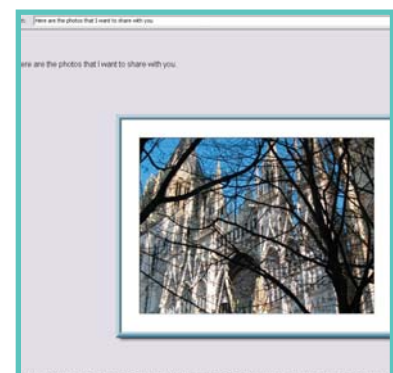 Here are the photos that I want to share with you
ere are the photos that I want to share with you.